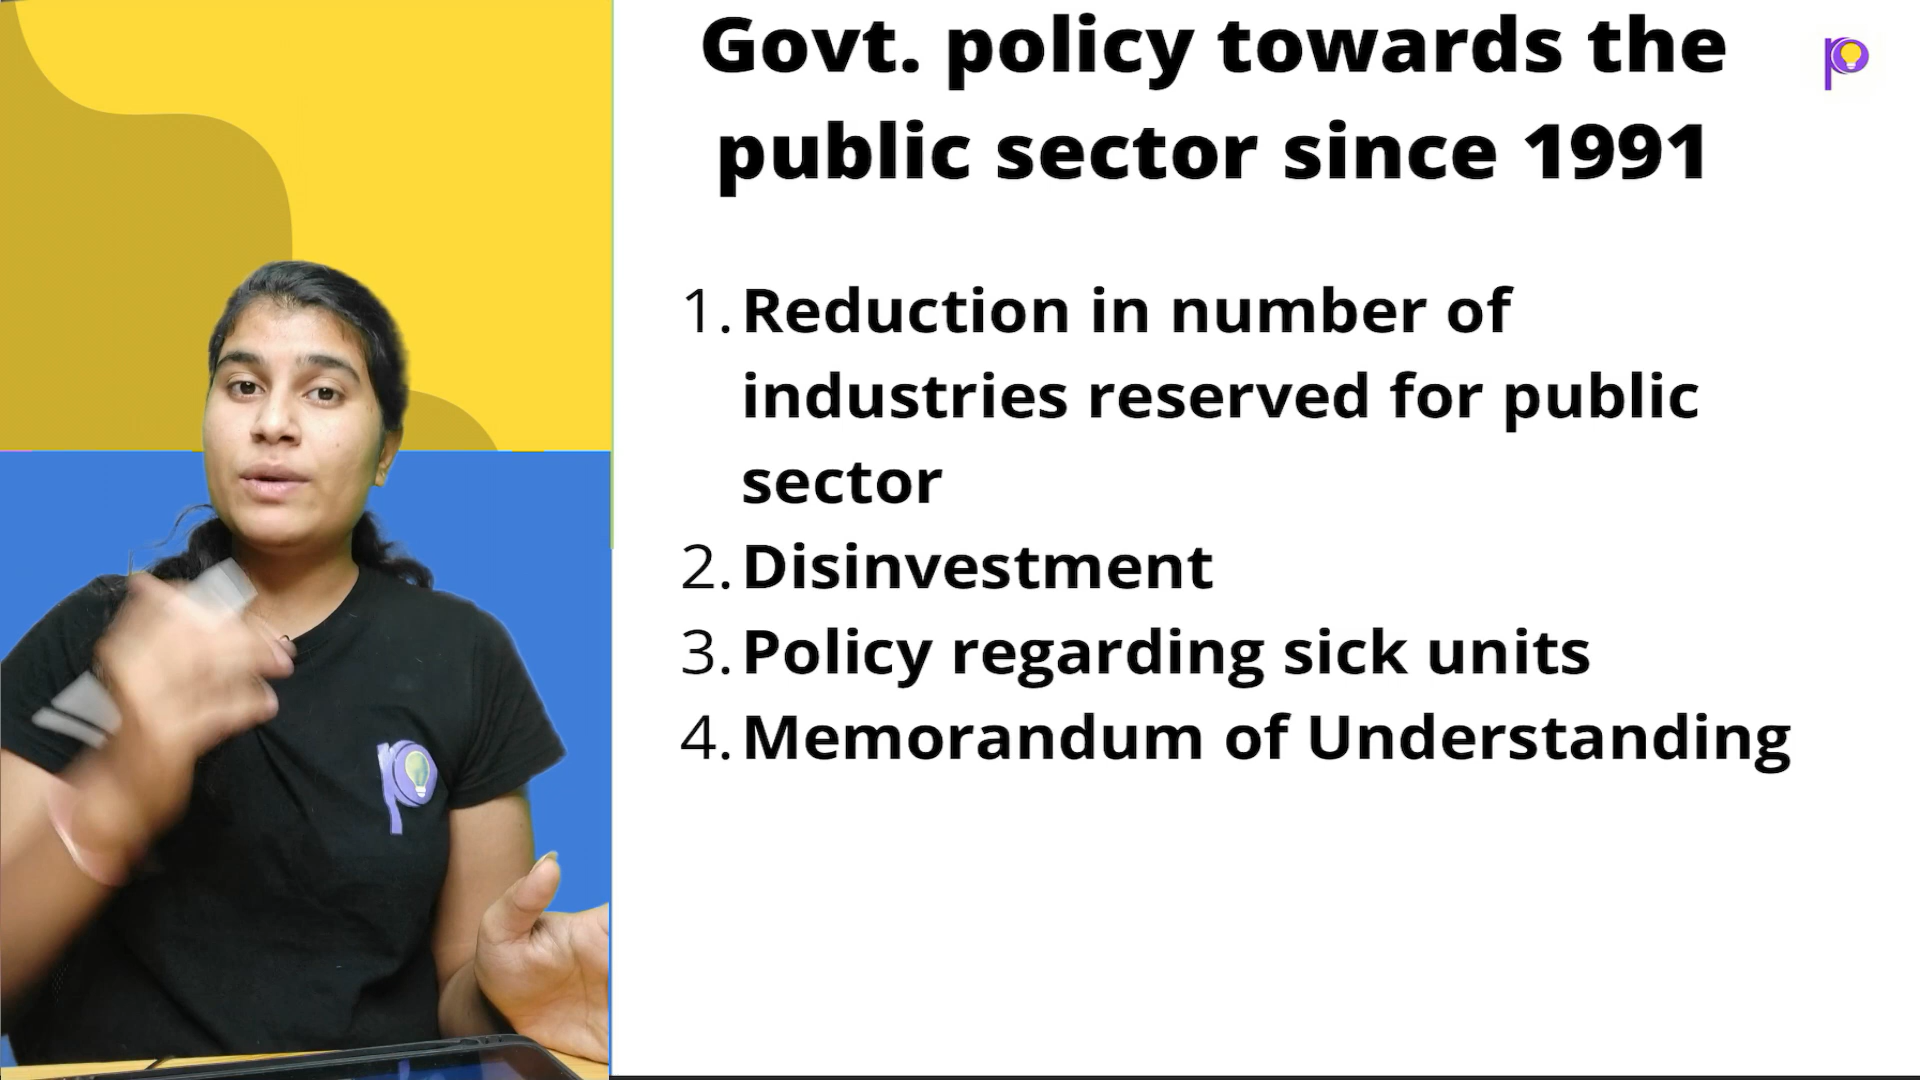 Govt. policy towards the
public sector since 1991
1. Reduction in number of
industries reserved for public
sector
2. Disinvestment
3. Policy regarding sick units
4. Memorandum of Understanding